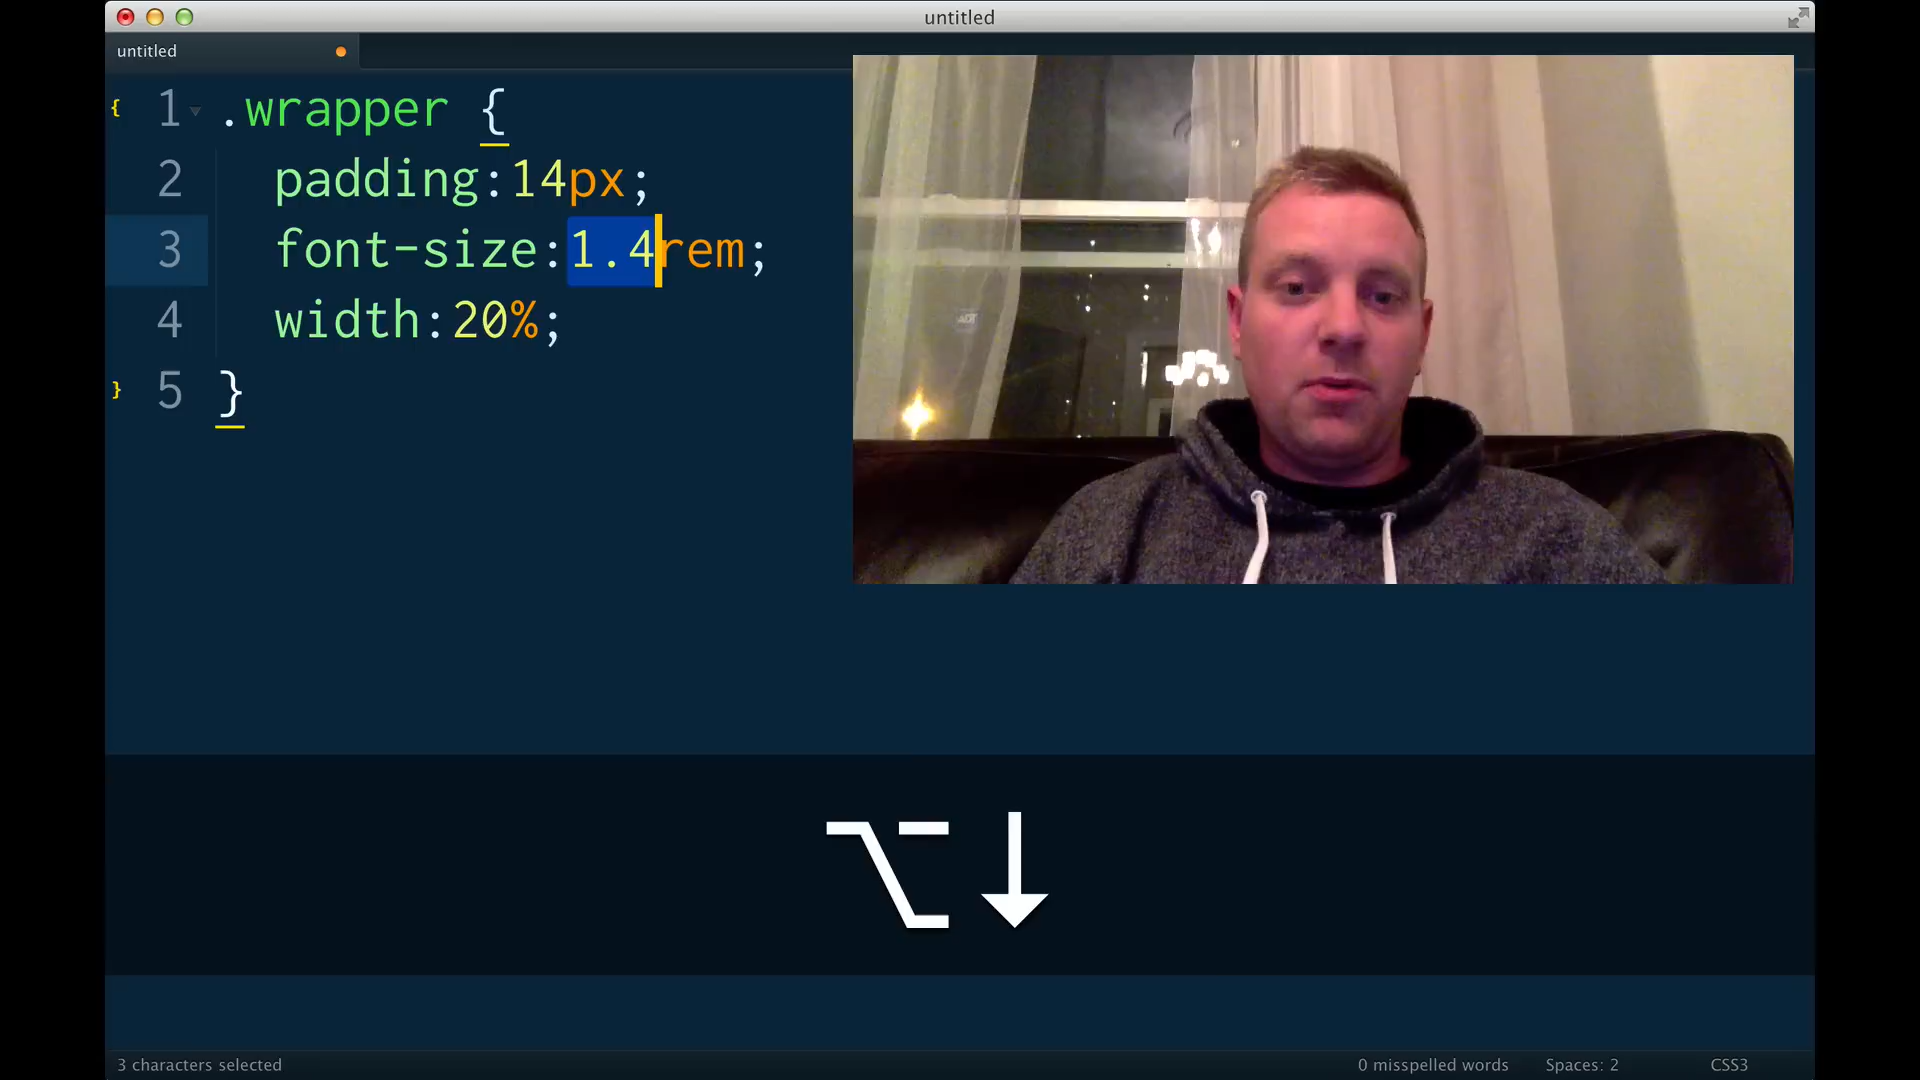 untitled
untitled
1 .wrapper {
2 padding:14px;
3 font-size:1.4rem;
4 width:20%;
5 }
ADT
⌥↓
3 characters selected
0 misspelled words
Spaces: 2
CSS3